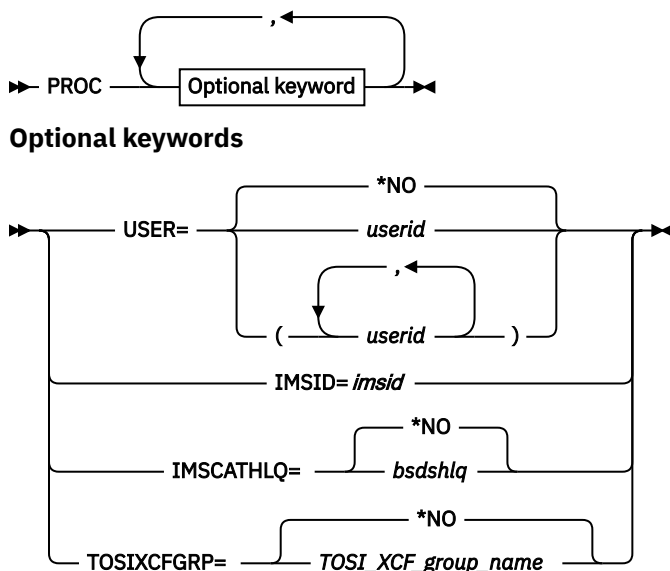 ,
PROC Optional keyword
Optional keywords
*NO
USER= userid
,
( userid )
IMSID=imsid
*NO
IMSCATHLQ= bsdshlq
*NO
TOSIXCFGRP= TOSI_XCF_group_name